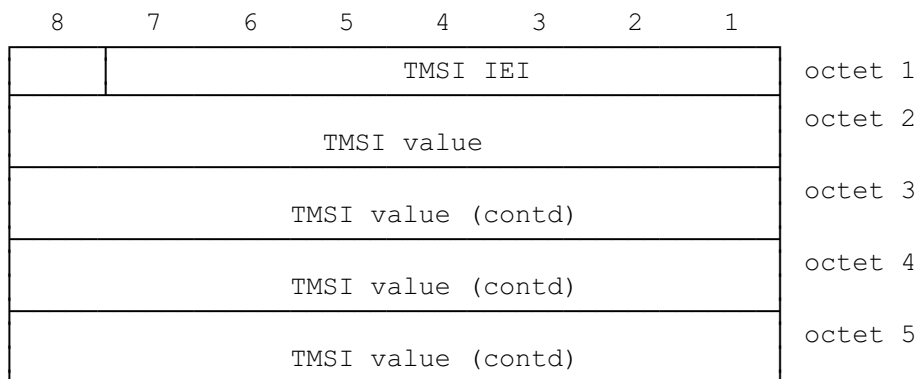 8 7 6 5 4 3 2 1
TMSI IEI octet 1
octet 2
TMSI value
octet 3
TMSI value (contd)
octet 4
TMSI value (contd)
octet 5
TMSI value (contd)